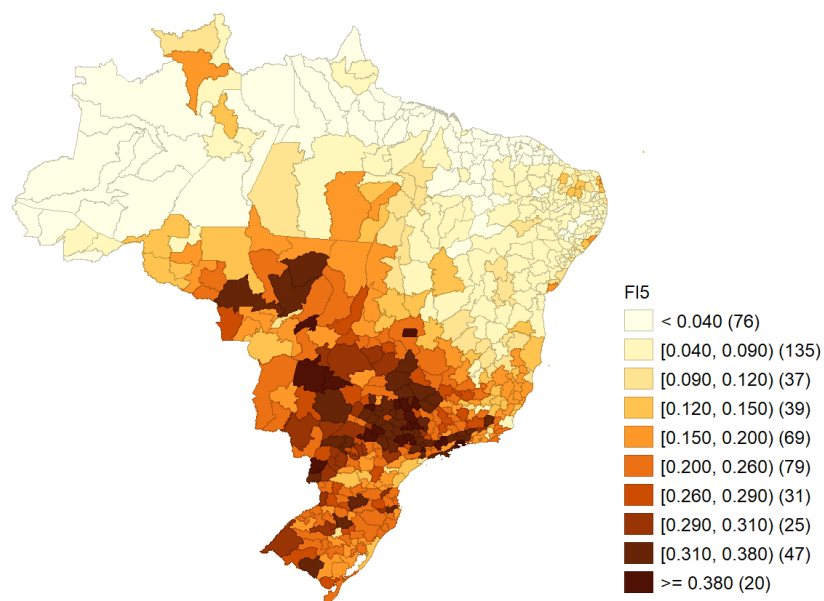 FI5
< 0.040 (76)
[0.040, 0.090) (135)
[0.090, 0.120) (37)
[0.120, 0.150) (39)
[0.150, 0.200) (69)
[0.200, 0.260) (79)
[0.260, 0.290) (31)
[0.290, 0.310) (25)
[0.310, 0.380) (47)
>= 0.380 (20)